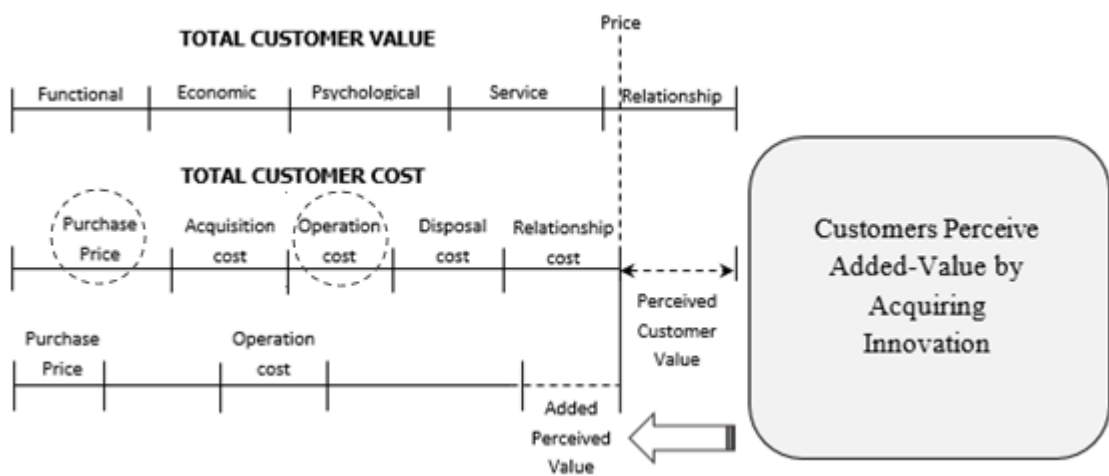 Price
TOTAL CUSTOMER VALUE
Functional Economic Psychological Service Relationship
TOTAL CUSTOMER COST
Purchase Price
Acquisition cost
Operation cost
Disposal cost
Relationship cost
Perceived
Customer
Value
Purchase
Price
Operation
cost
Added
Perceived
Value
Customers Perceive
Added-Value by
Acquiring
Innovation